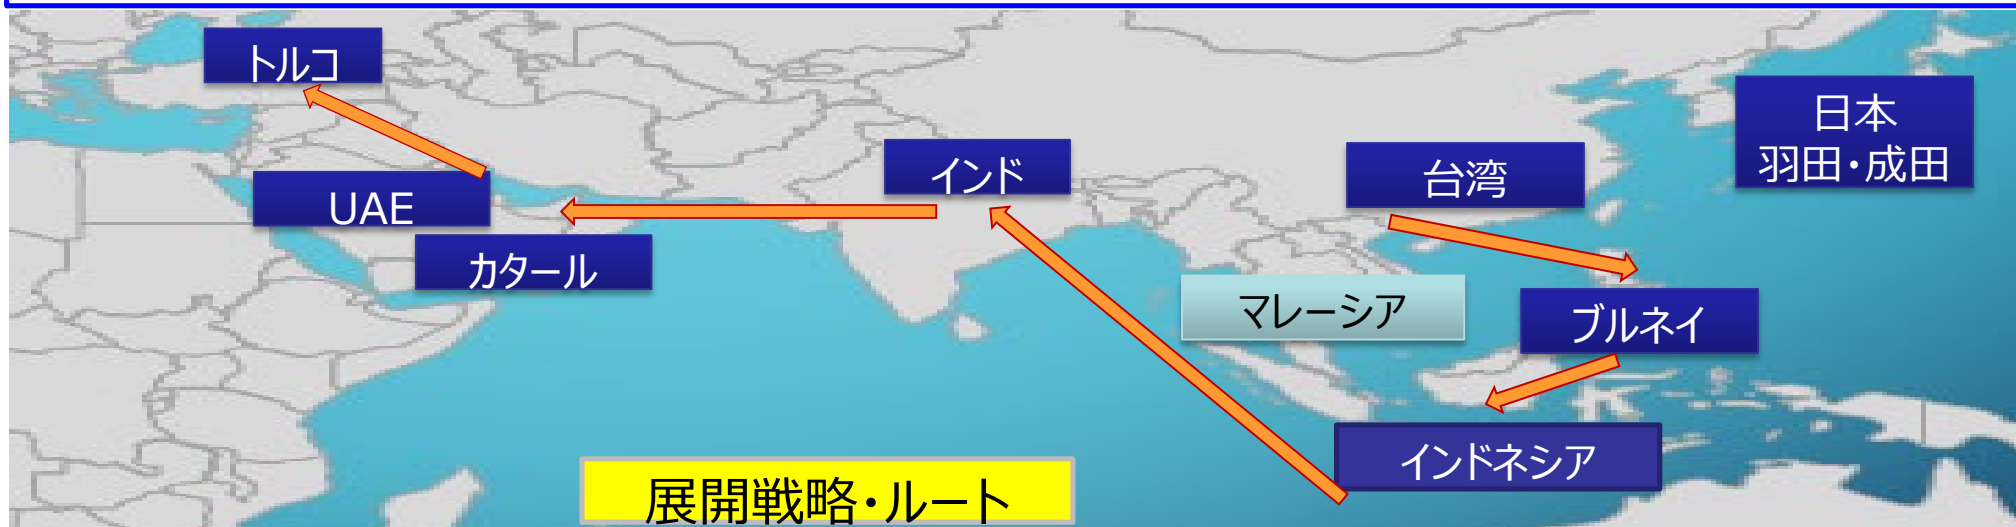 トルコ
日本
羽田・成田
インド
台湾
UAE
カタール
マレーシア
ブルネイ
インドネシア
展開戦略・ルート